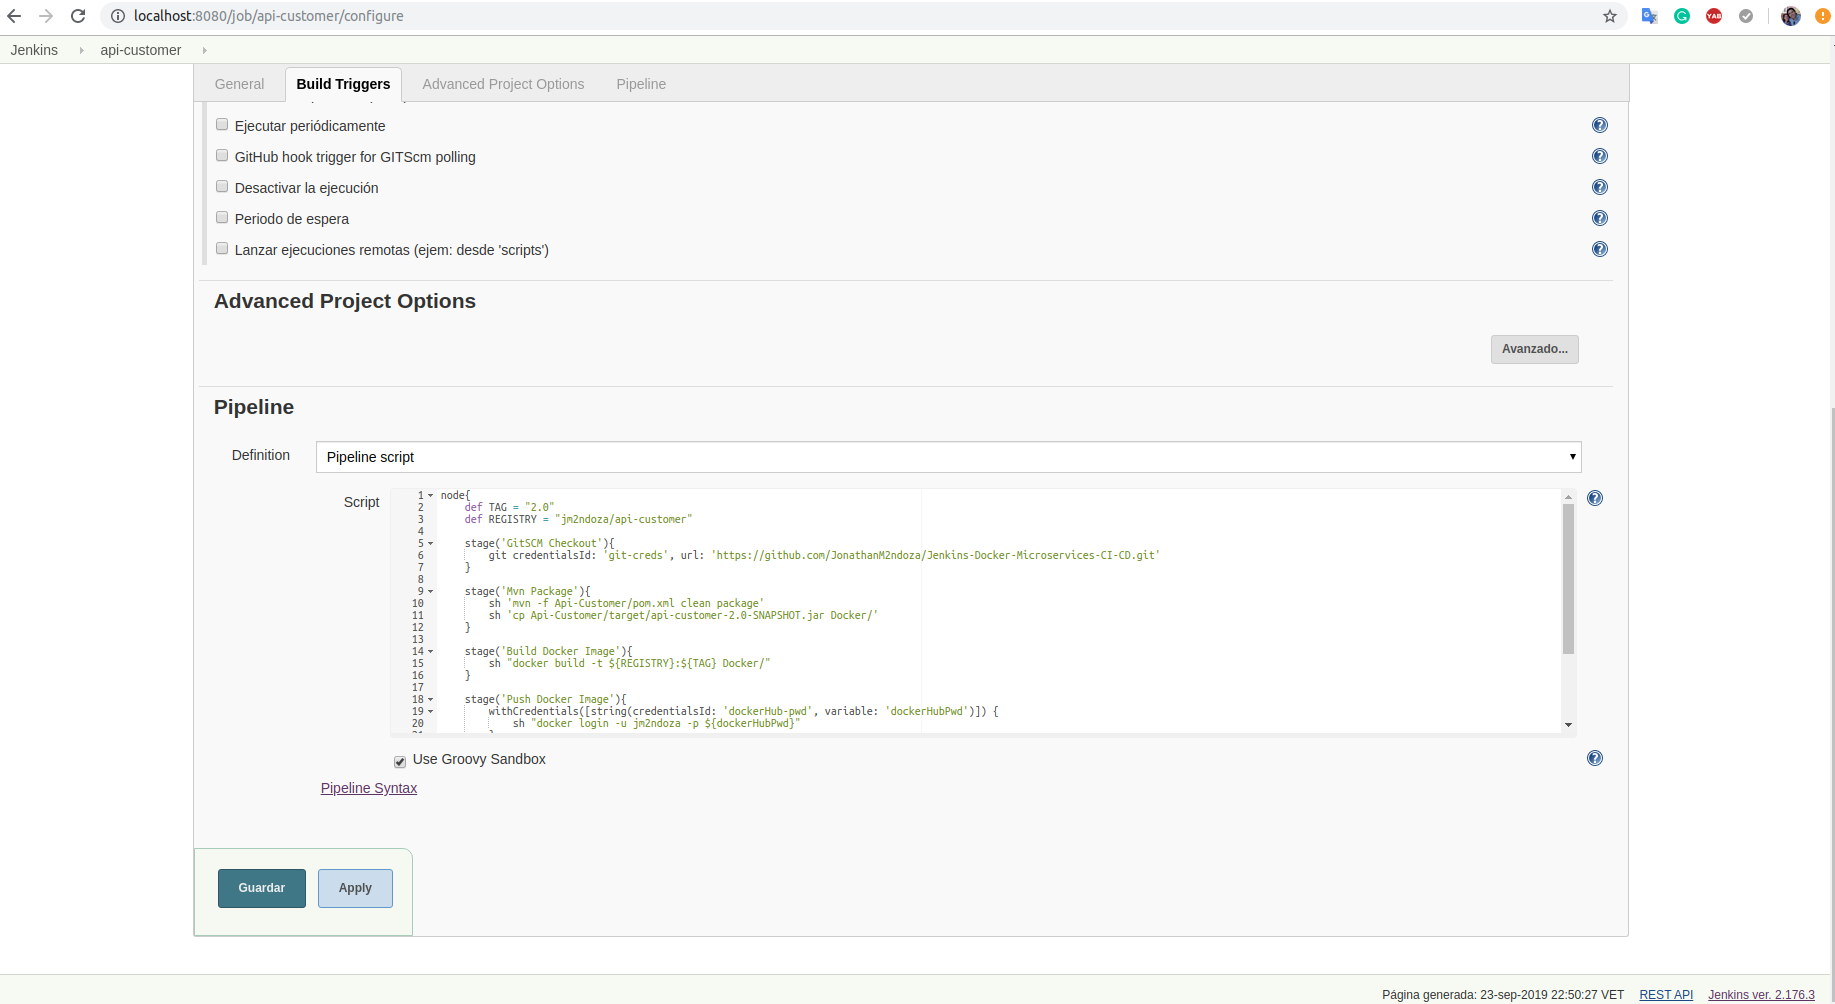 localhost:8080/job/api-customer/configure
Jenkins
api-customer
General
Build Triggers
Advanced Project Options
Pipeline
Ejecutar periódicamente
GitHub hook trigger for GITScm polling
Desactivar la ejecución
Periodo de espera
Lanzar ejecuciones remotas (ejem: desde 'scripts')
Advanced Project Options
Avanzado...
Pipeline
Definition
Pipeline script
Script
1 node{
2     def TAG = "2.0"
3     def REGISTRY = "jm2ndoza/api-customer"
4
5     stage('GitSCM Checkout'){
6         git credentialsId: 'git-creds', url: 'https://github.com/JonathanM2ndoza/Jenkins-Docker-Microservices-CI-CD.git'
7     }
8
9     stage('Mvn Package'){
10         sh 'mvn -f Api-Customer/pom.xml clean package'
11         sh 'cp Api-Customer/target/api-customer-2.0-SNAPSHOT.jar Docker/'
12     }
13
14     stage('Build Docker Image'){
15         sh "docker build -t ${REGISTRY}:${TAG} Docker/"
16     }
17
18     stage('Push Docker Image'){
19         withCredentials([string(credentialsId: 'dockerHub-pwd', variable: 'dockerHubPwd')]) {
20             sh "docker login -u jm2ndoza -p ${dockerHubPwd}"
Use Groovy Sandbox
Pipeline Syntax
Guardar
Apply
Página generada: 23-sep-2019 22:50:27 VET
REST API
Jenkins ver. 2.176.3